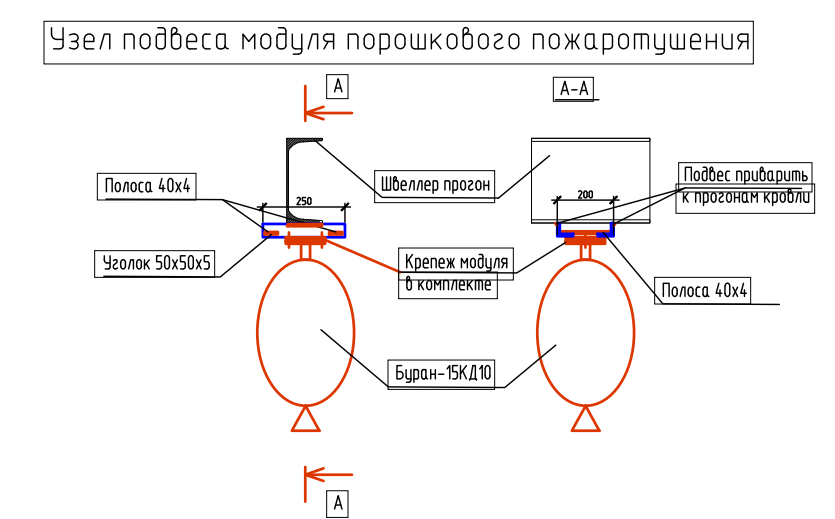 Узел подвеса модуля порошкового пожаротушения
А
А-А
Полоса 40х4
250
Швеллер прогон
200
Подвес приварить
к прогонам кровли
Уголок 50х50х5
Крепеж модуля
в комплекте
Полоса 40х4
Буран-15КД10
А